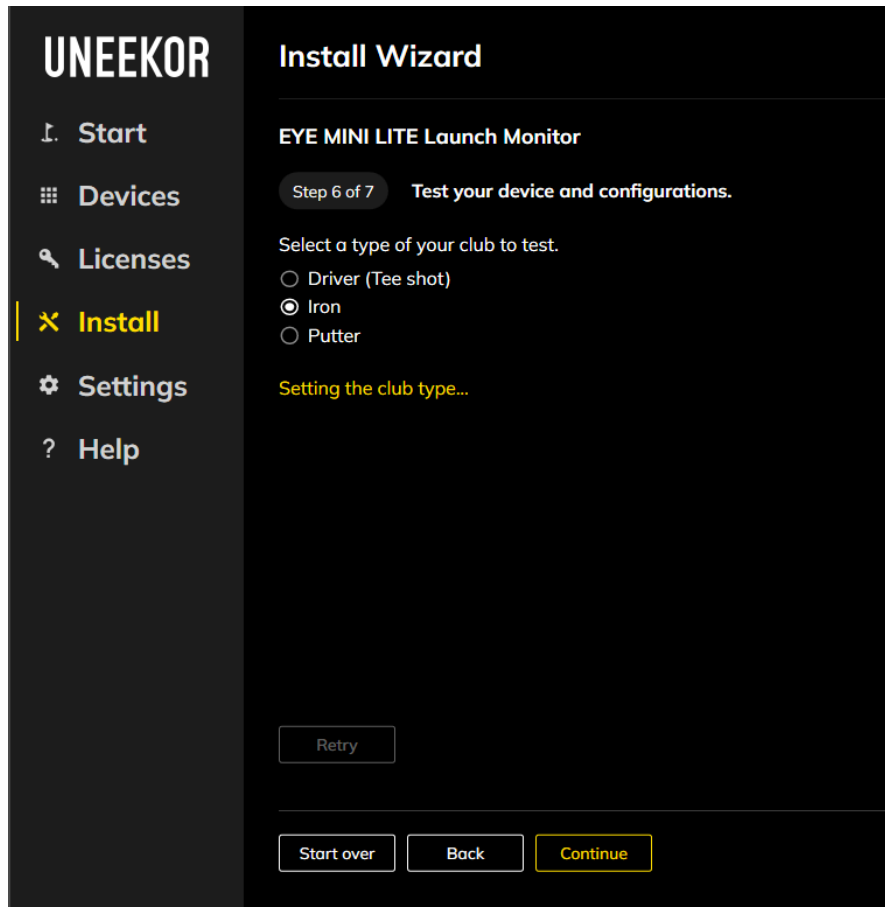 UNEEKOR
Start
Devices
Licenses
Install
Settings
? Help
Install Wizard
EYE MINI LITE Launch Monitor
Step 6 of 7 Test your device and configurations.
Select a type of your club to test.
Driver (Tee shot)
Iron
Putter
Setting the club type...
Retry
Start over Back Continue